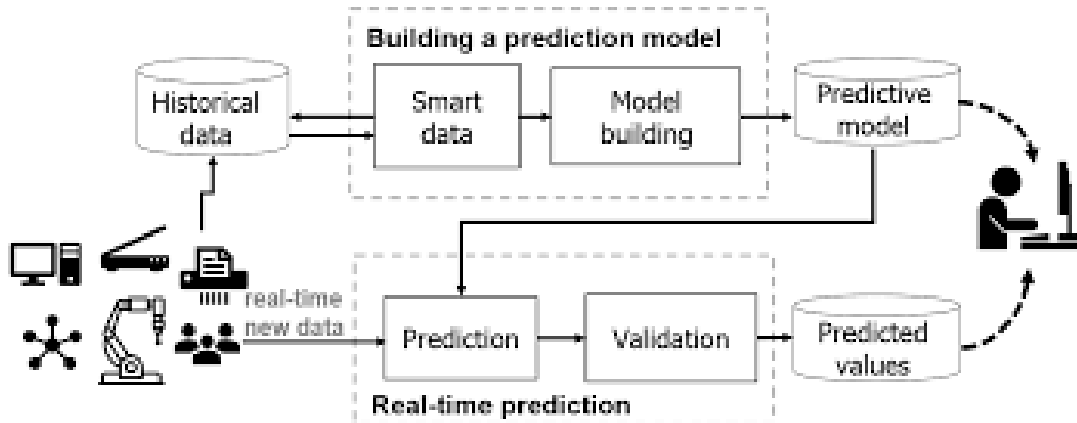 Building a prediction model
Historical
data
Smart
data
Model
building
Predictive
model
real-time
new data
Prediction
Validation
Predicted
values
Real-time prediction